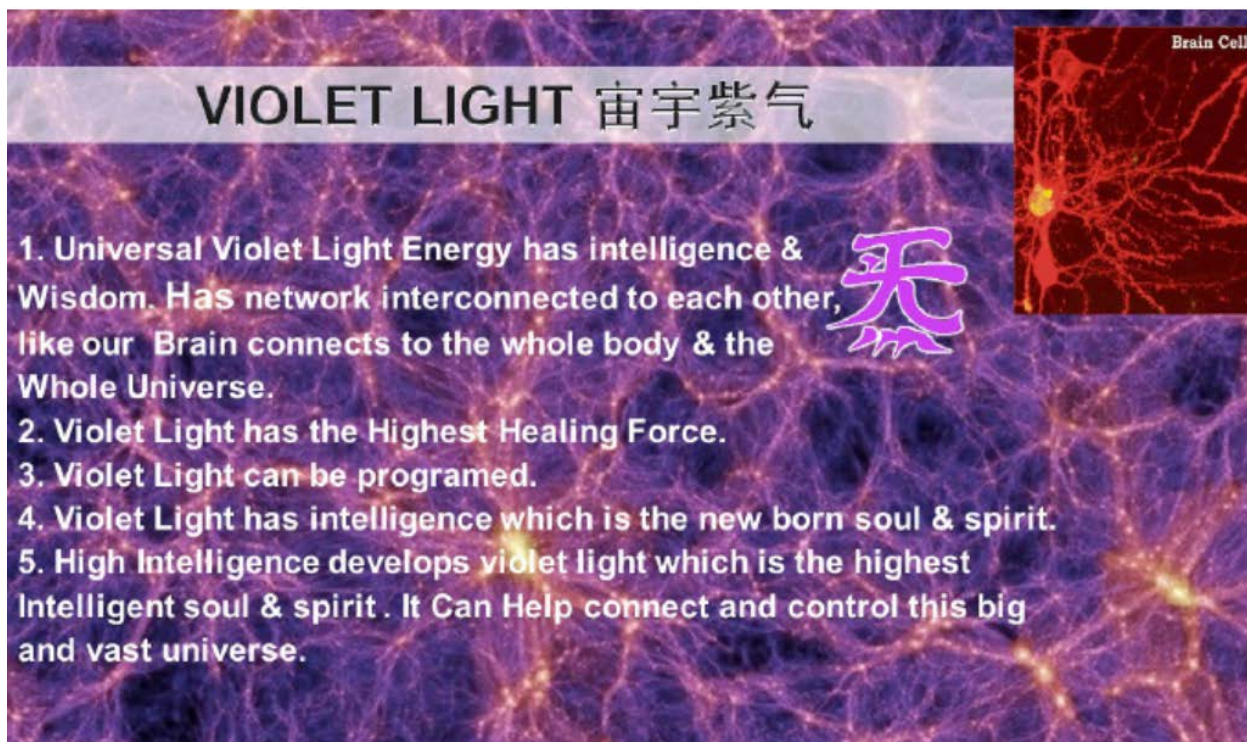 Brain Cell
VIOLET LIGHT 宙宇紫气
1. Universal Violet Light Energy has intelligence &
Wisdom. Has network interconnected to each other,
like our Brain connects to the whole body & the
Whole Universe.
2. Violet Light has the Highest Healing Force.
3. Violet Light can be programed.
4. Violet Light has intelligence which is the new born soul & spirit.
5. High Intelligence develops violet light which is the highest
Intelligent soul & spirit . It Can Help connect and control this big
and vast universe.